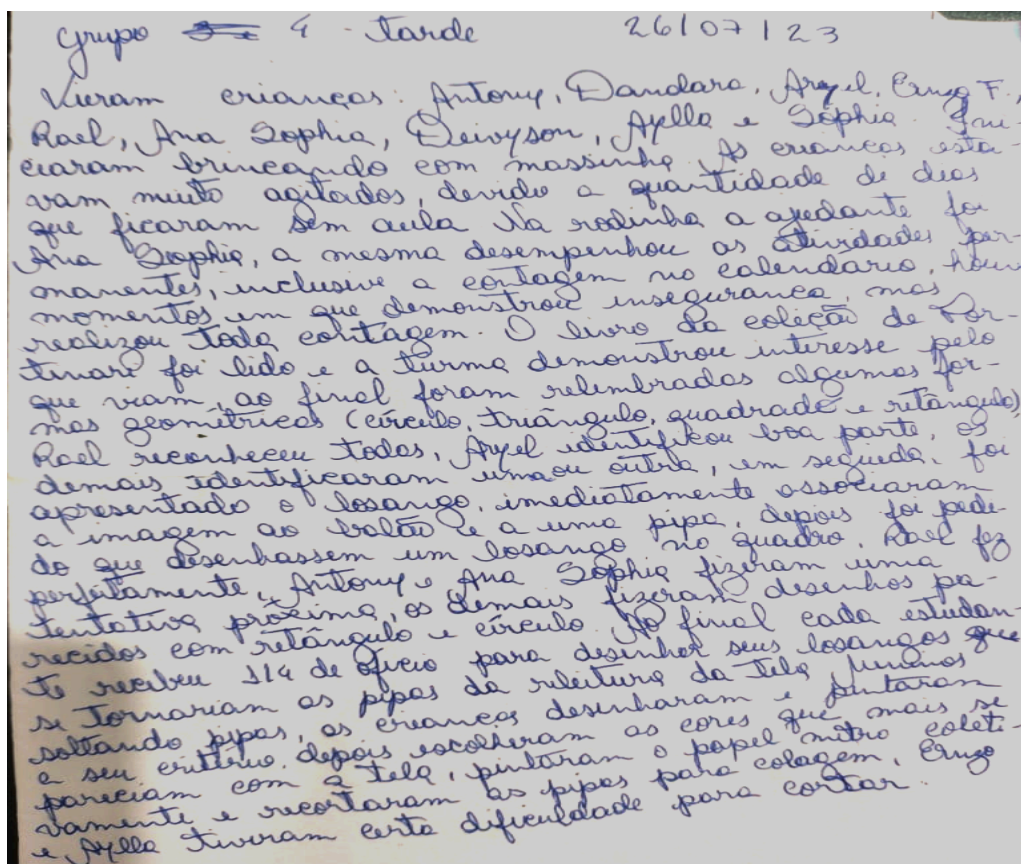 Grupo 4 - Tarde 26/07/23
Vieram crianças: Antony, Dandara, Aryel, Enzo F.,
Rael, Ana Sophia, Deivyson, Aylla e Sophia. Ini-
ciaram brincando com massinha. As crianças esta-
vam muito agitados, devido a quantidade de dias
que ficaram sem aula. Na rodinha a ajudante foi
Ana Sophia, a mesma desempenhou as atividades per-
manentes, inclusive a contagem no calendário, houve
momentos em que demonstrou insegurança, mas
realizou toda contagem. O livro da coleção de Por-
tinari foi lido e a turma demonstrou interesse pelo
que viam, ao final foram relembradas algumas for-
mas geométricas (círculo, triângulo, quadrado e retângulo)
Rael reconheceu todas, Aryel identificou boa parte, os
demais identificaram uma ou outra, em seguida, foi
apresentado o losango, imediatamente associaram
a imagem ao balão e a uma pipa, depois foi pedi-
do que desenhassem um losango no quadro. Rael fez
perfeitamente, Antony e Ana Sophia fizeram uma
tentativa próxima, os demais fizeram desenhos pa-
recidos com retângulo e círculo. No final cada estudan-
te recebeu 1/4 de ofício para desenhar seus losangos que
se tornariam as pipas da releitura da tela Meninos
soltando pipas, as crianças desenharam e pintaram
a seu critério, depois escolheram as cores que mais se
pareciam com a tela, pintaram o papel metro coleti-
vamente e recortaram as pipas para colagem, Enzo
e Aylla tiveram certa dificuldade para cortar.